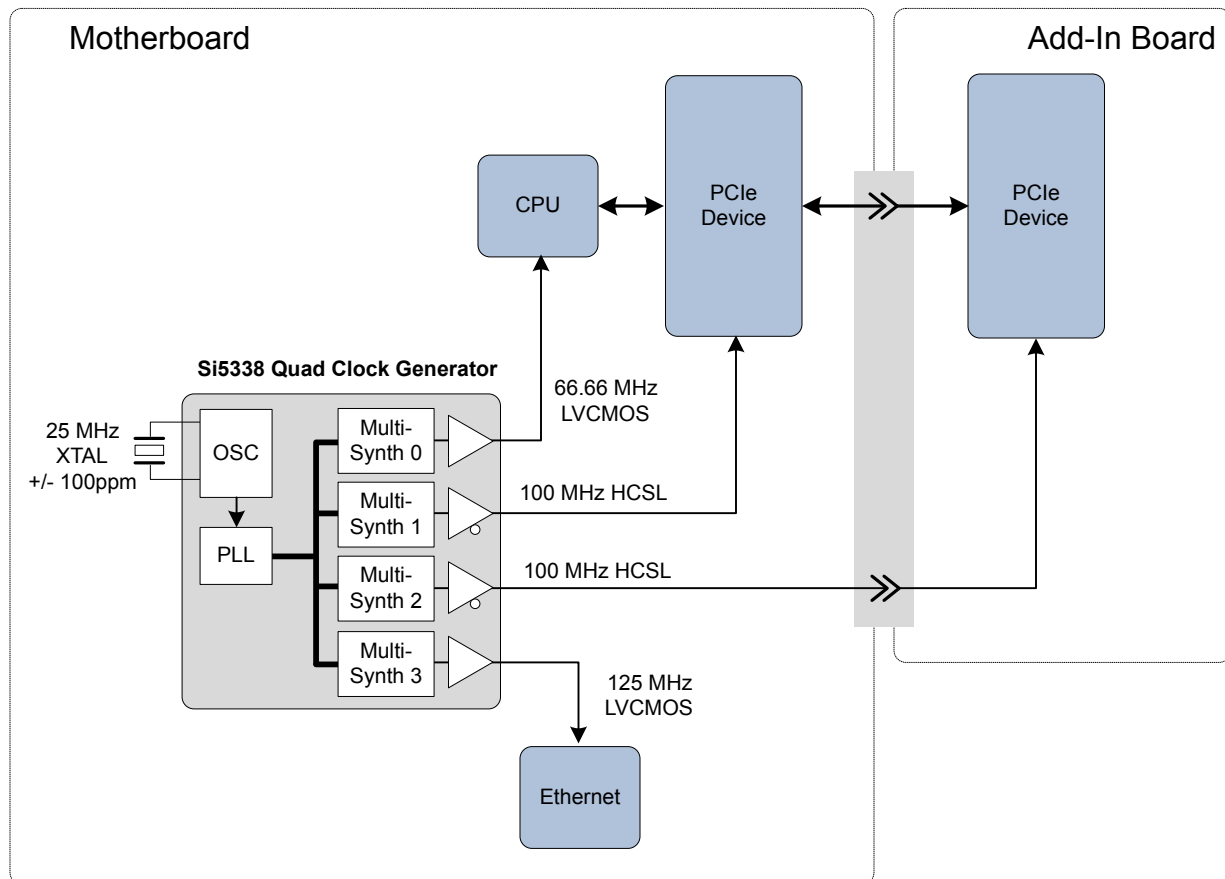 Motherboard
Add-In Board
CPU
PCIe
Device
PCIe
Device
Si5338 Quad Clock Generator
66.66 MHz
LVCMOS
25 MHz
XTAL
+/- 100ppm
OSC
PLL
Multi-
Synth 0
Multi-
Synth 1
Multi-
Synth 2
Multi-
Synth 3
100 MHz HCSL
100 MHz HCSL
125 MHz
LVCMOS
Ethernet